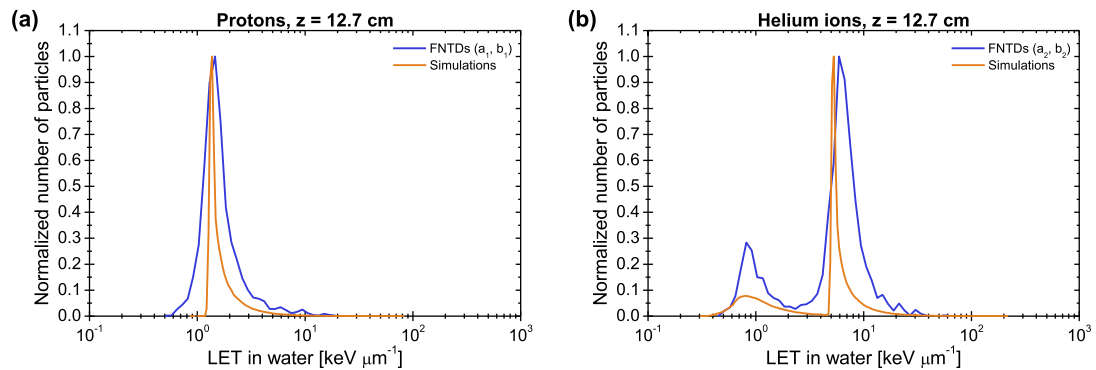 (a)
Protons, z = 12.7 cm
1.1
1.0
0.9
0.8
0.7
0.6
0.5
0.4
0.3
0.2
0.1
0.0
Normalized number of particles
FNTDs (a₁, b₁)
Simulations
10⁻¹ 10⁰ 10¹ 10² 10³
LET in water [keV μm⁻¹]
(b)
Helium ions, z = 12.7 cm
1.1
1.0
0.9
0.8
0.7
0.6
0.5
0.4
0.3
0.2
0.1
0.0
Normalized number of particles
FNTDs (a₂, b₂)
Simulations
10⁻¹ 10⁰ 10¹ 10² 10³
LET in water [keV μm⁻¹]